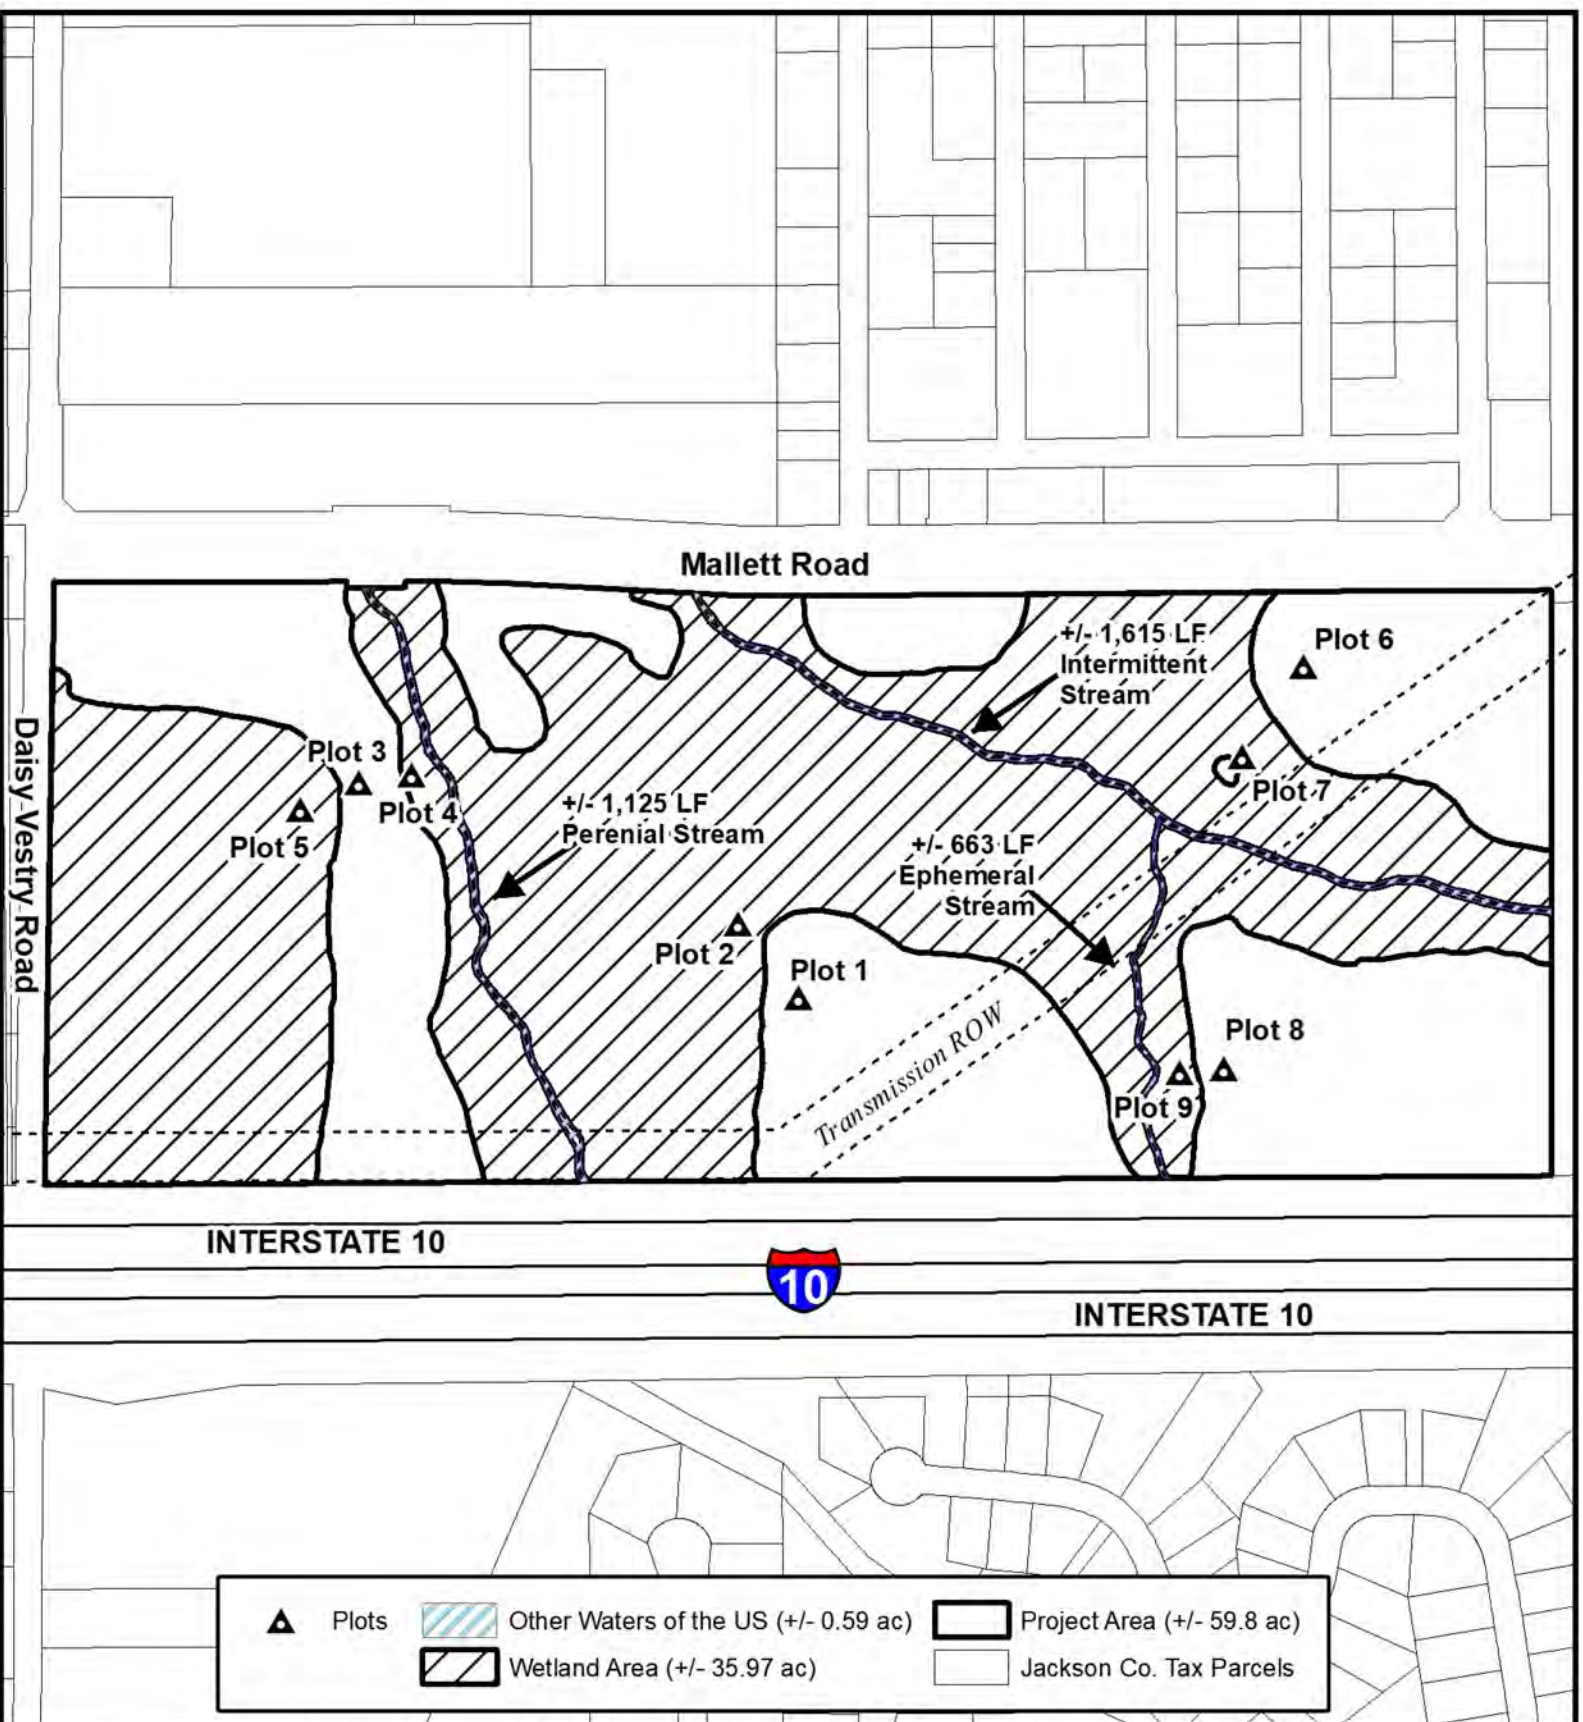 Mallett Road
+/- 1,615 LF
Intermittent
Stream
Plot 6
Daisy-Vestry Road
Plot 3
Plot 4
Plot 5
+/- 1,125 LF
Perenial Stream
Plot 7
+/- 663 LF
Ephemeral
Stream
Plot 2
Plot 1
Transmission ROW
Plot 8
Plot 9
INTERSTATE 10
10
INTERSTATE 10
Plots
Other Waters of the US (+/- 0.59 ac)
Project Area (+/- 59.8 ac)
Wetland Area (+/- 35.97 ac)
Jackson Co. Tax Parcels